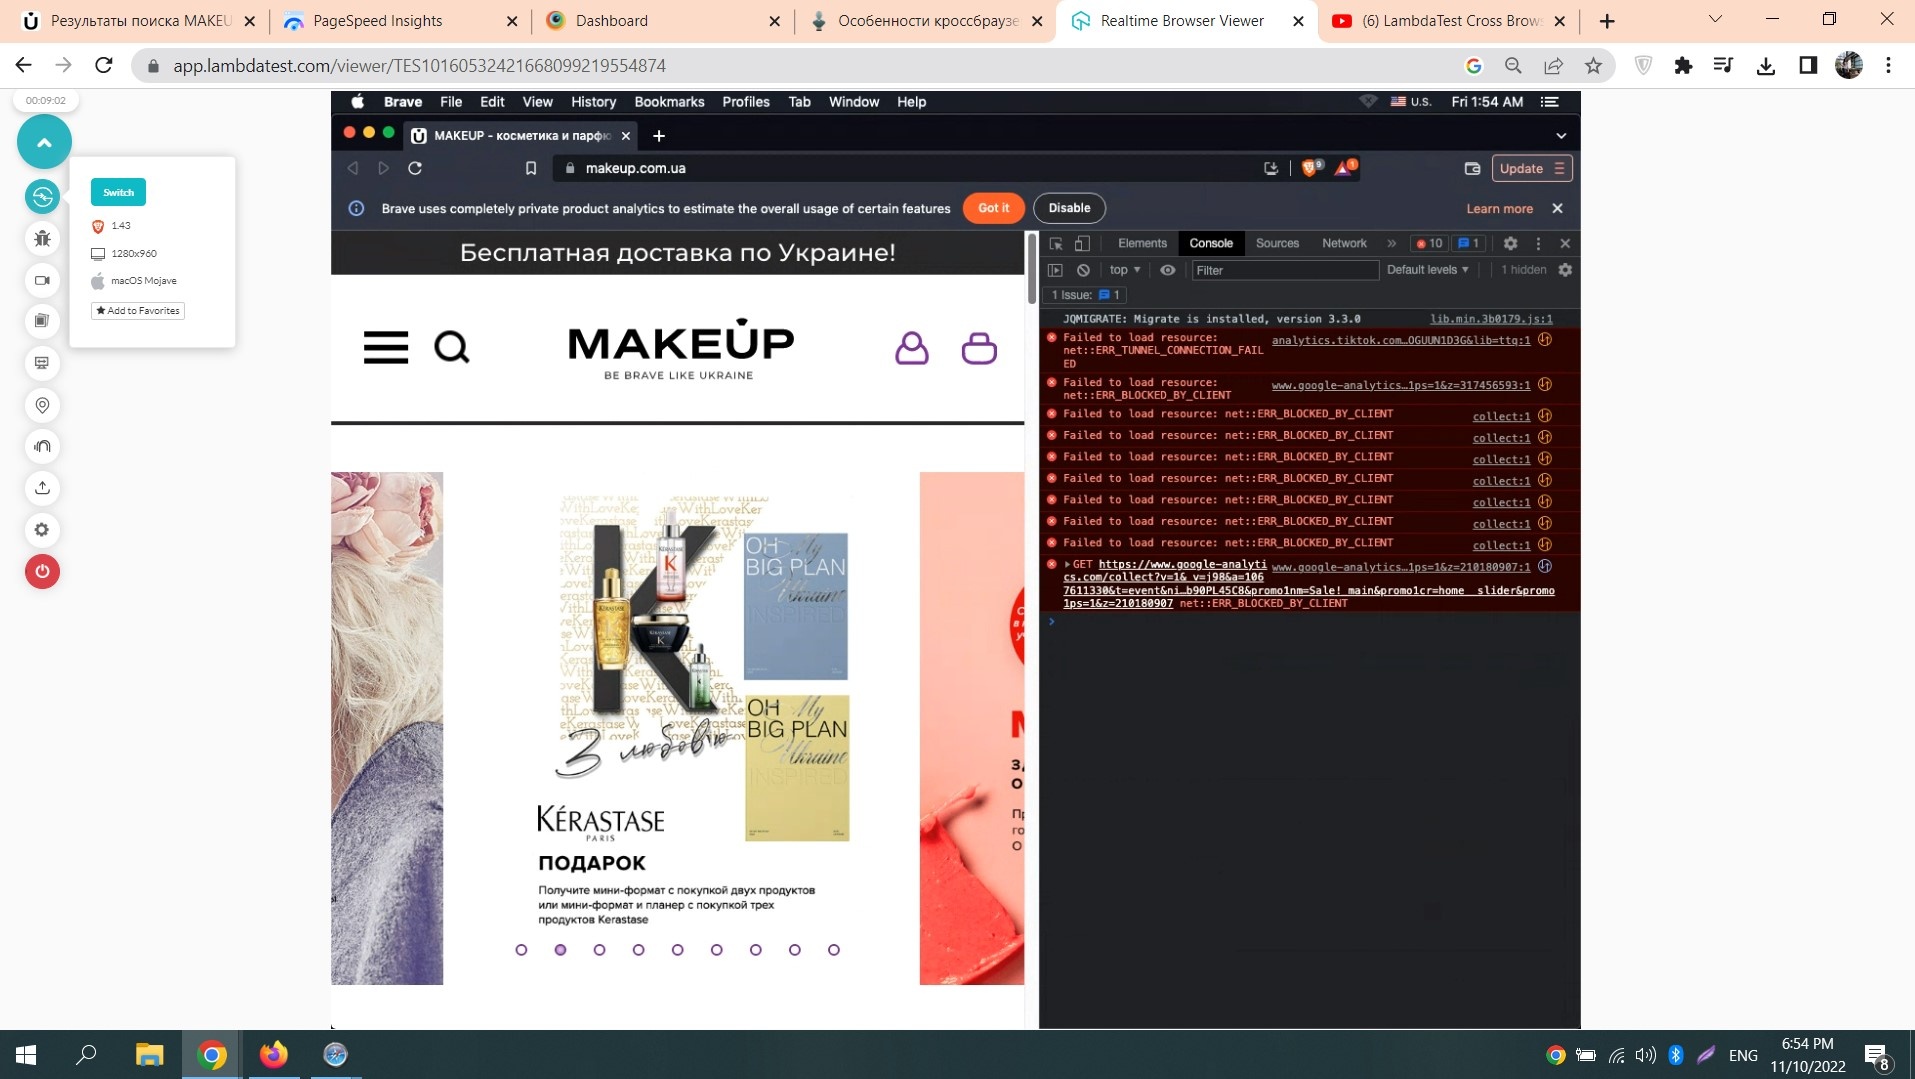 Результаты поиска MAKEU
PageSpeed Insights
Dashboard
Особенности кроссбраузе
Realtime Browser Viewer
(6) LambdaTest Cross Brow
app.lambdatest.com/viewer/TES10160532421668099219554874
00:09:02
Switch
1.43
1280x960
macOS Mojave
Add to Favorites
Brave File Edit View History Bookmarks Profiles Tab Window Help
U.S. Fri 1:54 AM
MAKEUP - косметика и парфю
makeup.com.ua
9
1
Update
Brave uses completely private product analytics to estimate the overall usage of certain features
Got it
Disable
Learn more
Бесплатная доставка по Украине!
MAKEUP
BE BRAVE LIKE UKRAINE
OH
BIG PLAN
INSPIRED
OH My
BIG PLAN
Ukraine
INSPIRED
KÉRASTASE
З любов'ю
KÉRASTASE
PARIS
ПОДАРОК
Получите мини-формат с покупкой двух продуктов
или мини-формат и планер с покупкой трех
продуктов Kerastase
Elements Console Sources Network » 10 1
top Filter Default levels 1 hidden
1 Issue: 1
JQMIGRATE: Migrate is installed, version 3.3.0 lib.min.3b0179.js:1
Failed to load resource: analytics.tiktok.com…OGUUN1D3G&lib=ttq:1
net::ERR_TUNNEL_CONNECTION_FAIL
ED
Failed to load resource: www.google-analytics…1ps=1&z=317456593:1
net::ERR_BLOCKED_BY_CLIENT
Failed to load resource: net::ERR_BLOCKED_BY_CLIENT collect:1
Failed to load resource: net::ERR_BLOCKED_BY_CLIENT collect:1
Failed to load resource: net::ERR_BLOCKED_BY_CLIENT collect:1
Failed to load resource: net::ERR_BLOCKED_BY_CLIENT collect:1
Failed to load resource: net::ERR_BLOCKED_BY_CLIENT collect:1
Failed to load resource: net::ERR_BLOCKED_BY_CLIENT collect:1
Failed to load resource: net::ERR_BLOCKED_BY_CLIENT collect:1
GET https://www.google-analyti www.google-analytics…1ps=1&z=210180907:1
cs.com/collect?v=1&_v=j98&a=106
7611330&t=event&ni…b90PL45C8&promo1nm=Sale!_main&promo1cr=home__slider&promo
1ps=1&z=210180907 net::ERR_BLOCKED_BY_CLIENT
ENG
6:54 PM
11/10/2022
8